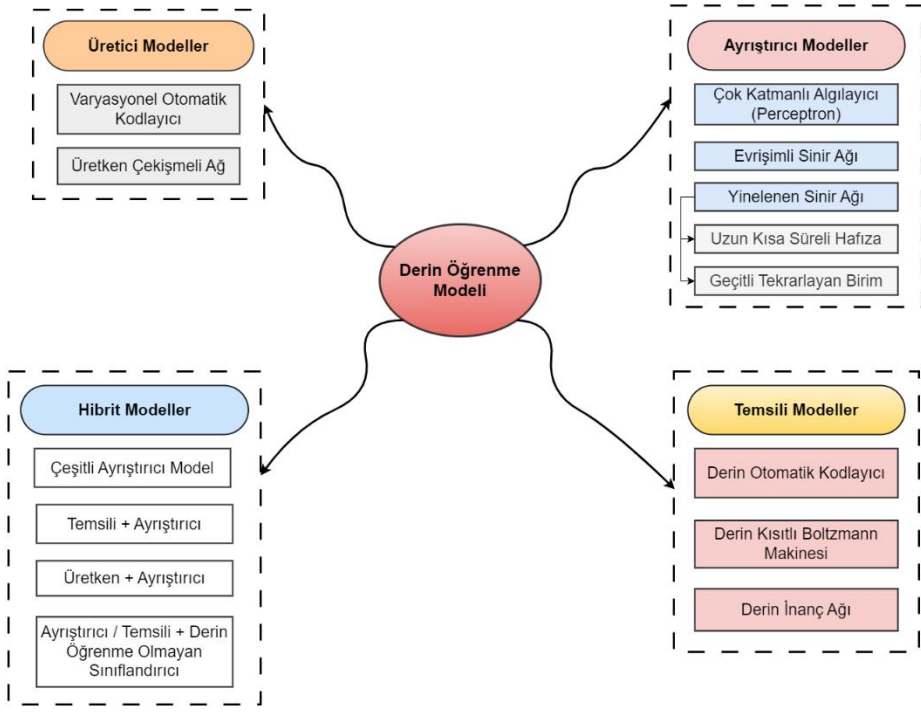 Üretici Modeller
Varyasyonel Otomatik
Kodlayıcı
Üretken Çekişmeli Ağ
Ayrıştırıcı Modeller
Çok Katmanlı Algılayıcı
(Perceptron)
Evrişimli Sinir Ağı
Yinelenen Sinir Ağı
Uzun Kısa Süreli Hafıza
Geçitli Tekrarlayan Birim
Derin Öğrenme
Modeli
Hibrit Modeller
Çeşitli Ayrıştırıcı Model
Temsili + Ayrıştırıcı
Üretken + Ayrıştırıcı
Ayrıştırıcı / Temsili + Derin
Öğrenme Olmayan
Sınıflandırıcı
Temsili Modeller
Derin Otomatik Kodlayıcı
Derin Kısıtlı Boltzmann
Makinesi
Derin İnanç Ağı